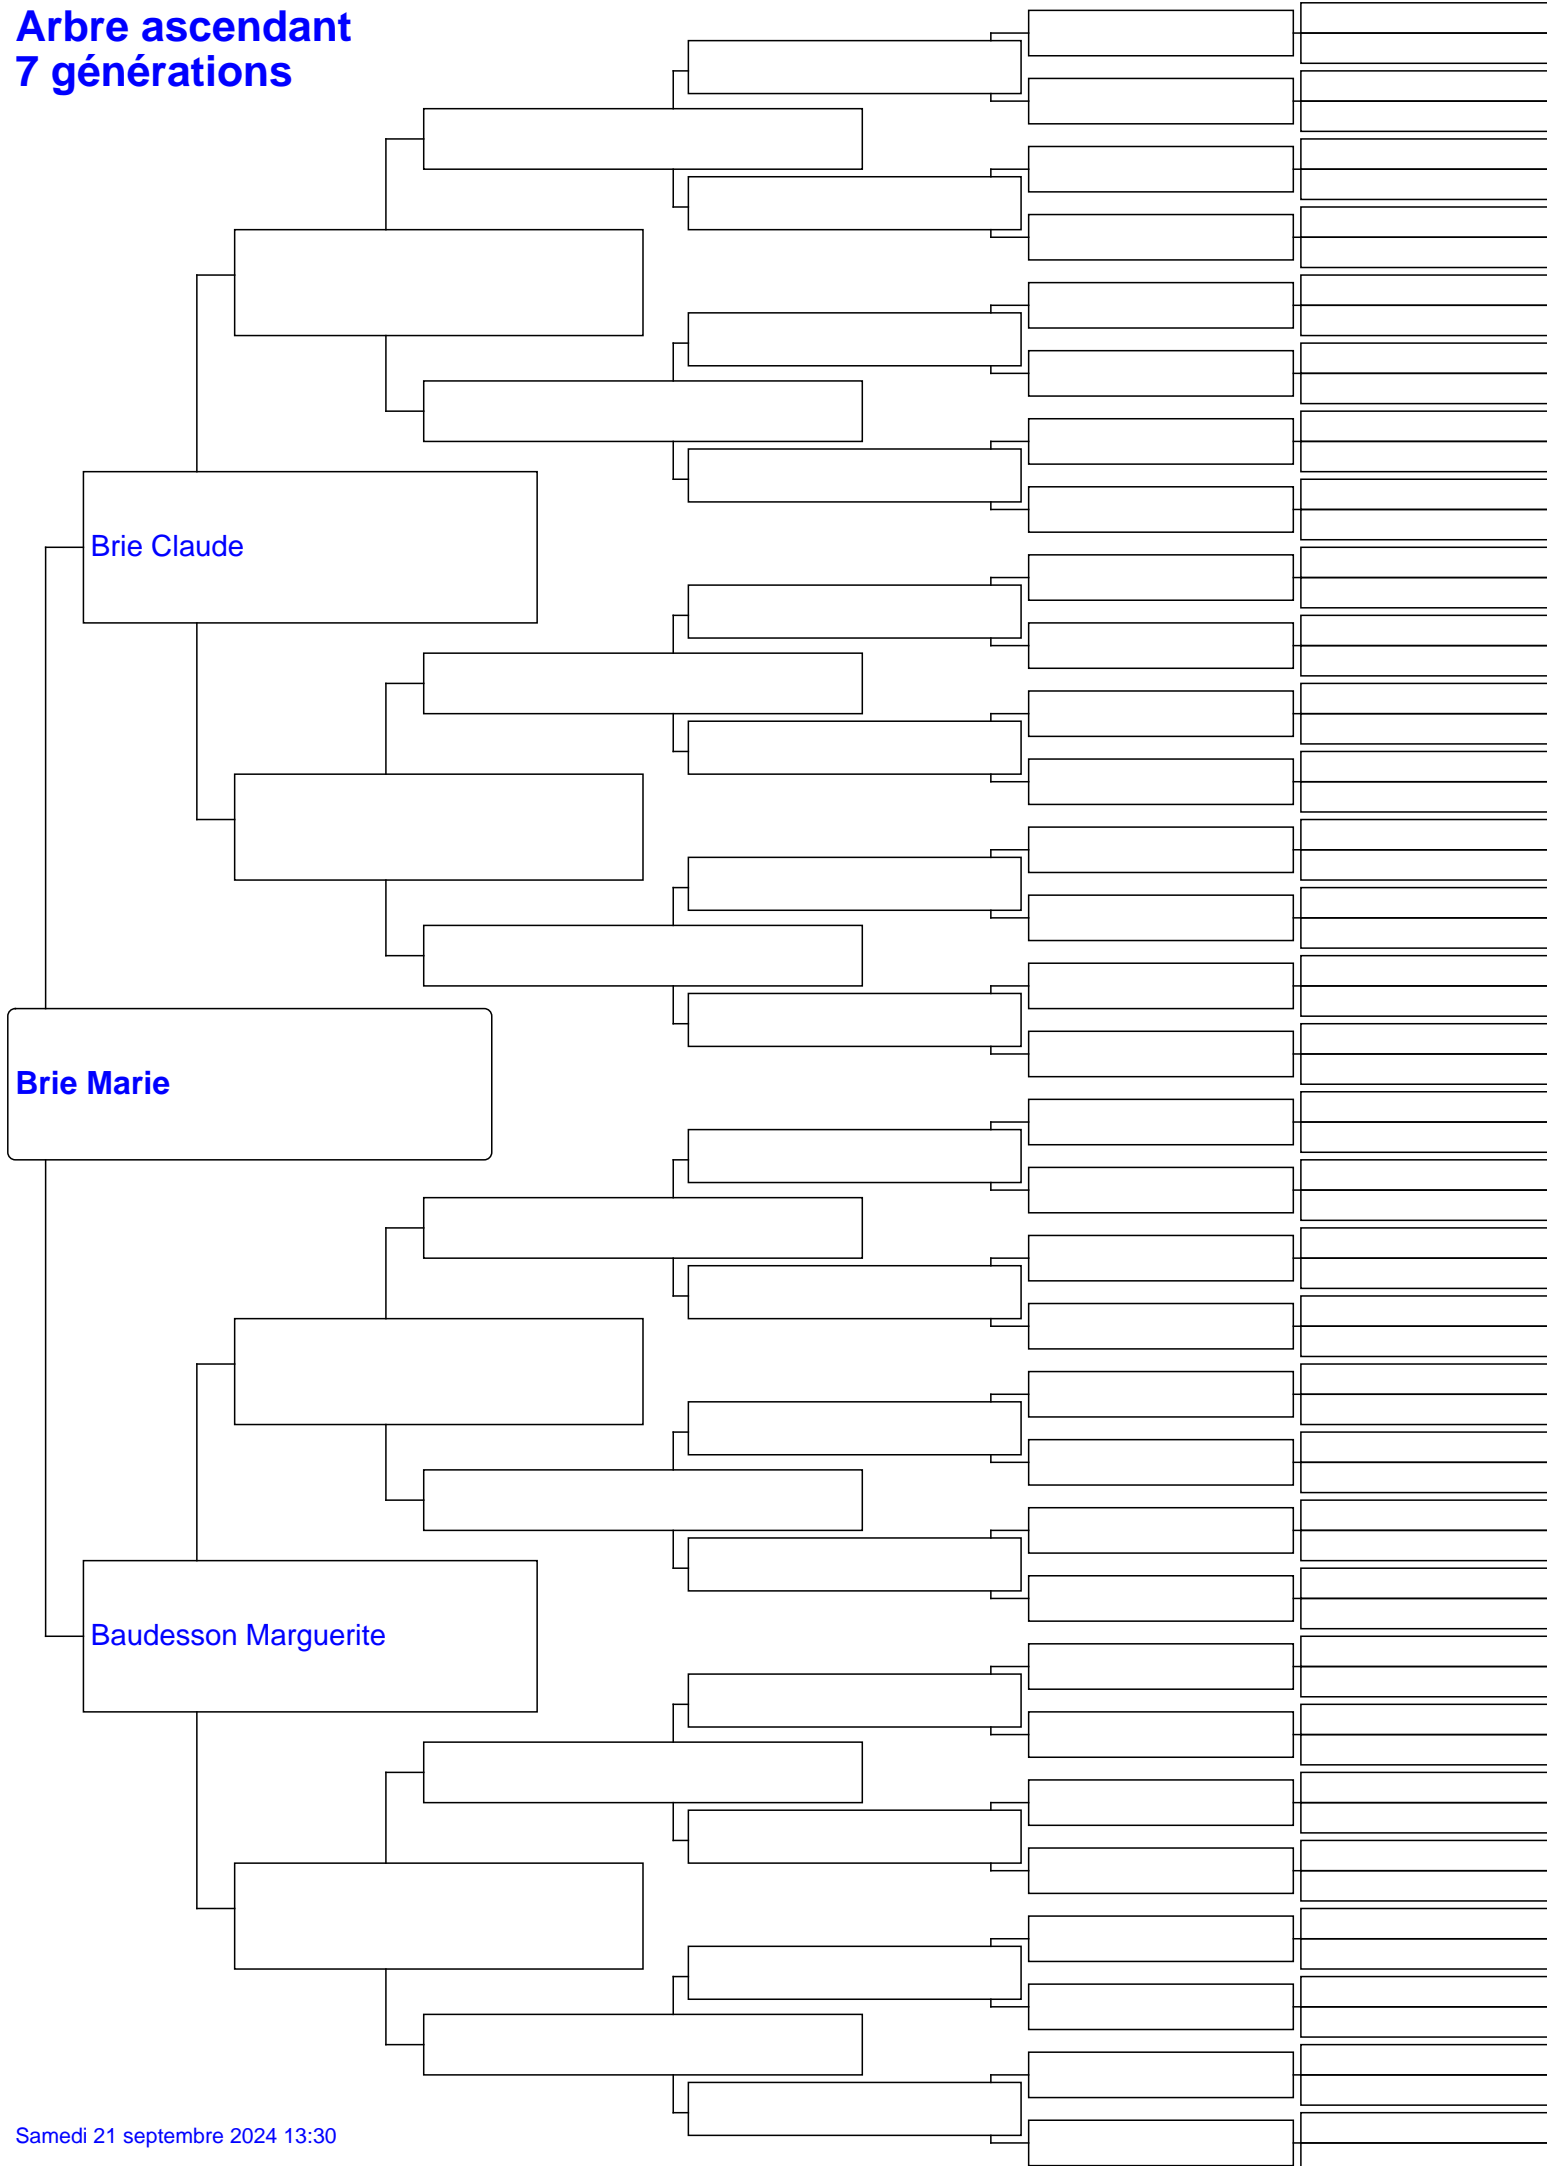 Arbre ascendant
7 générations
Brie Claude
Brie Marie
Baudesson Marguerite
Samedi 21 septembre 2024 13:30